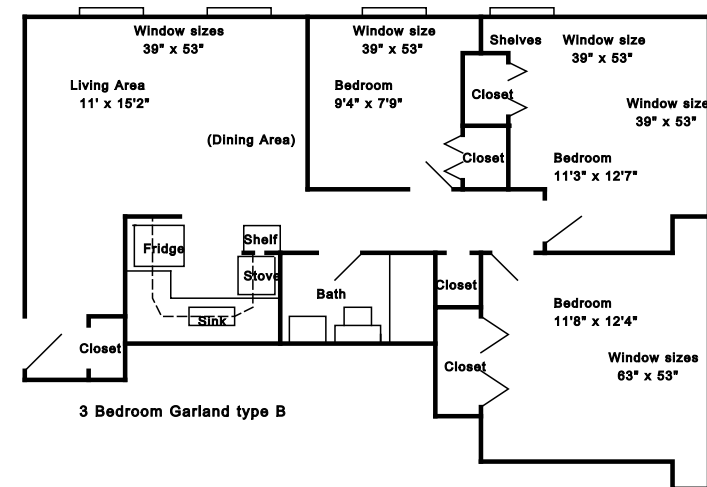 Window sizes
39" x 53"
Window size
39" x 53"
Shelves
Window size
39" x 53"
Living Area
11' x 15'2"
Bedroom
9'4" x 7'9"
Closet
Window size
39" x 53"
(Dining Area)
Closet
Bedroom
11'3" x 12'7"
Fridge
Shelf
Stove
Sink
Bath
Closet
Bedroom
11'8" x 12'4"
Closet
Closet
Window sizes
63" x 53"
3 Bedroom Garland type B